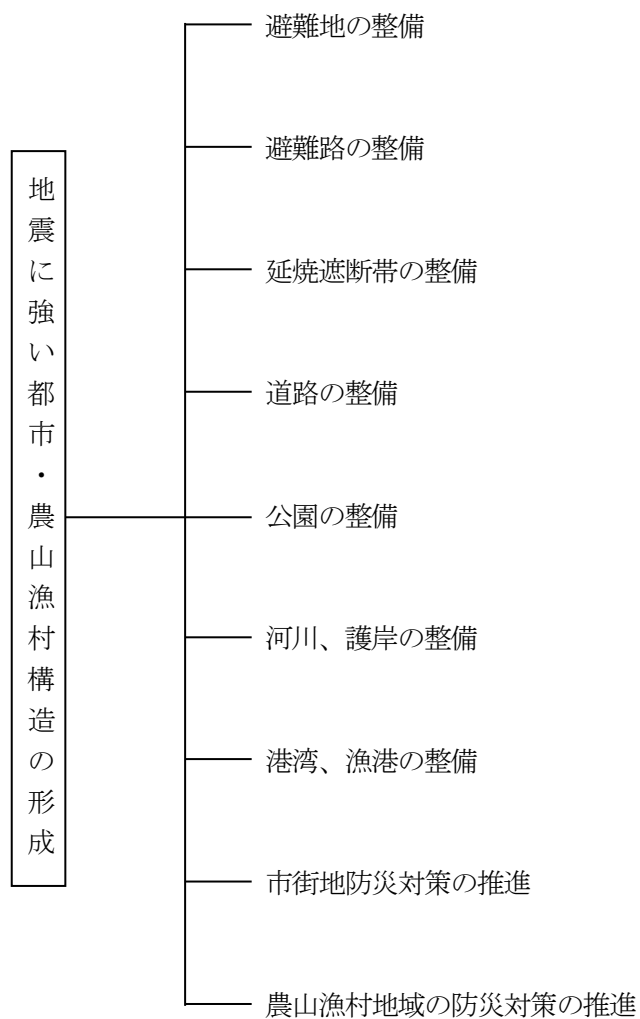 地震に強い都市・農山漁村構造の形成
避難地の整備
避難路の整備
延焼遮断帯の整備
道路の整備
公園の整備
河川、護岸の整備
港湾、漁港の整備
市街地防災対策の推進
農山漁村地域の防災対策の推進